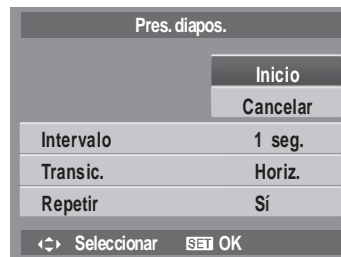 Pres. diapos.
Inicio
Cancelar
Intervalo 1 seg.
Transic. Horiz.
Repetir Sí
Seleccionar SET OK